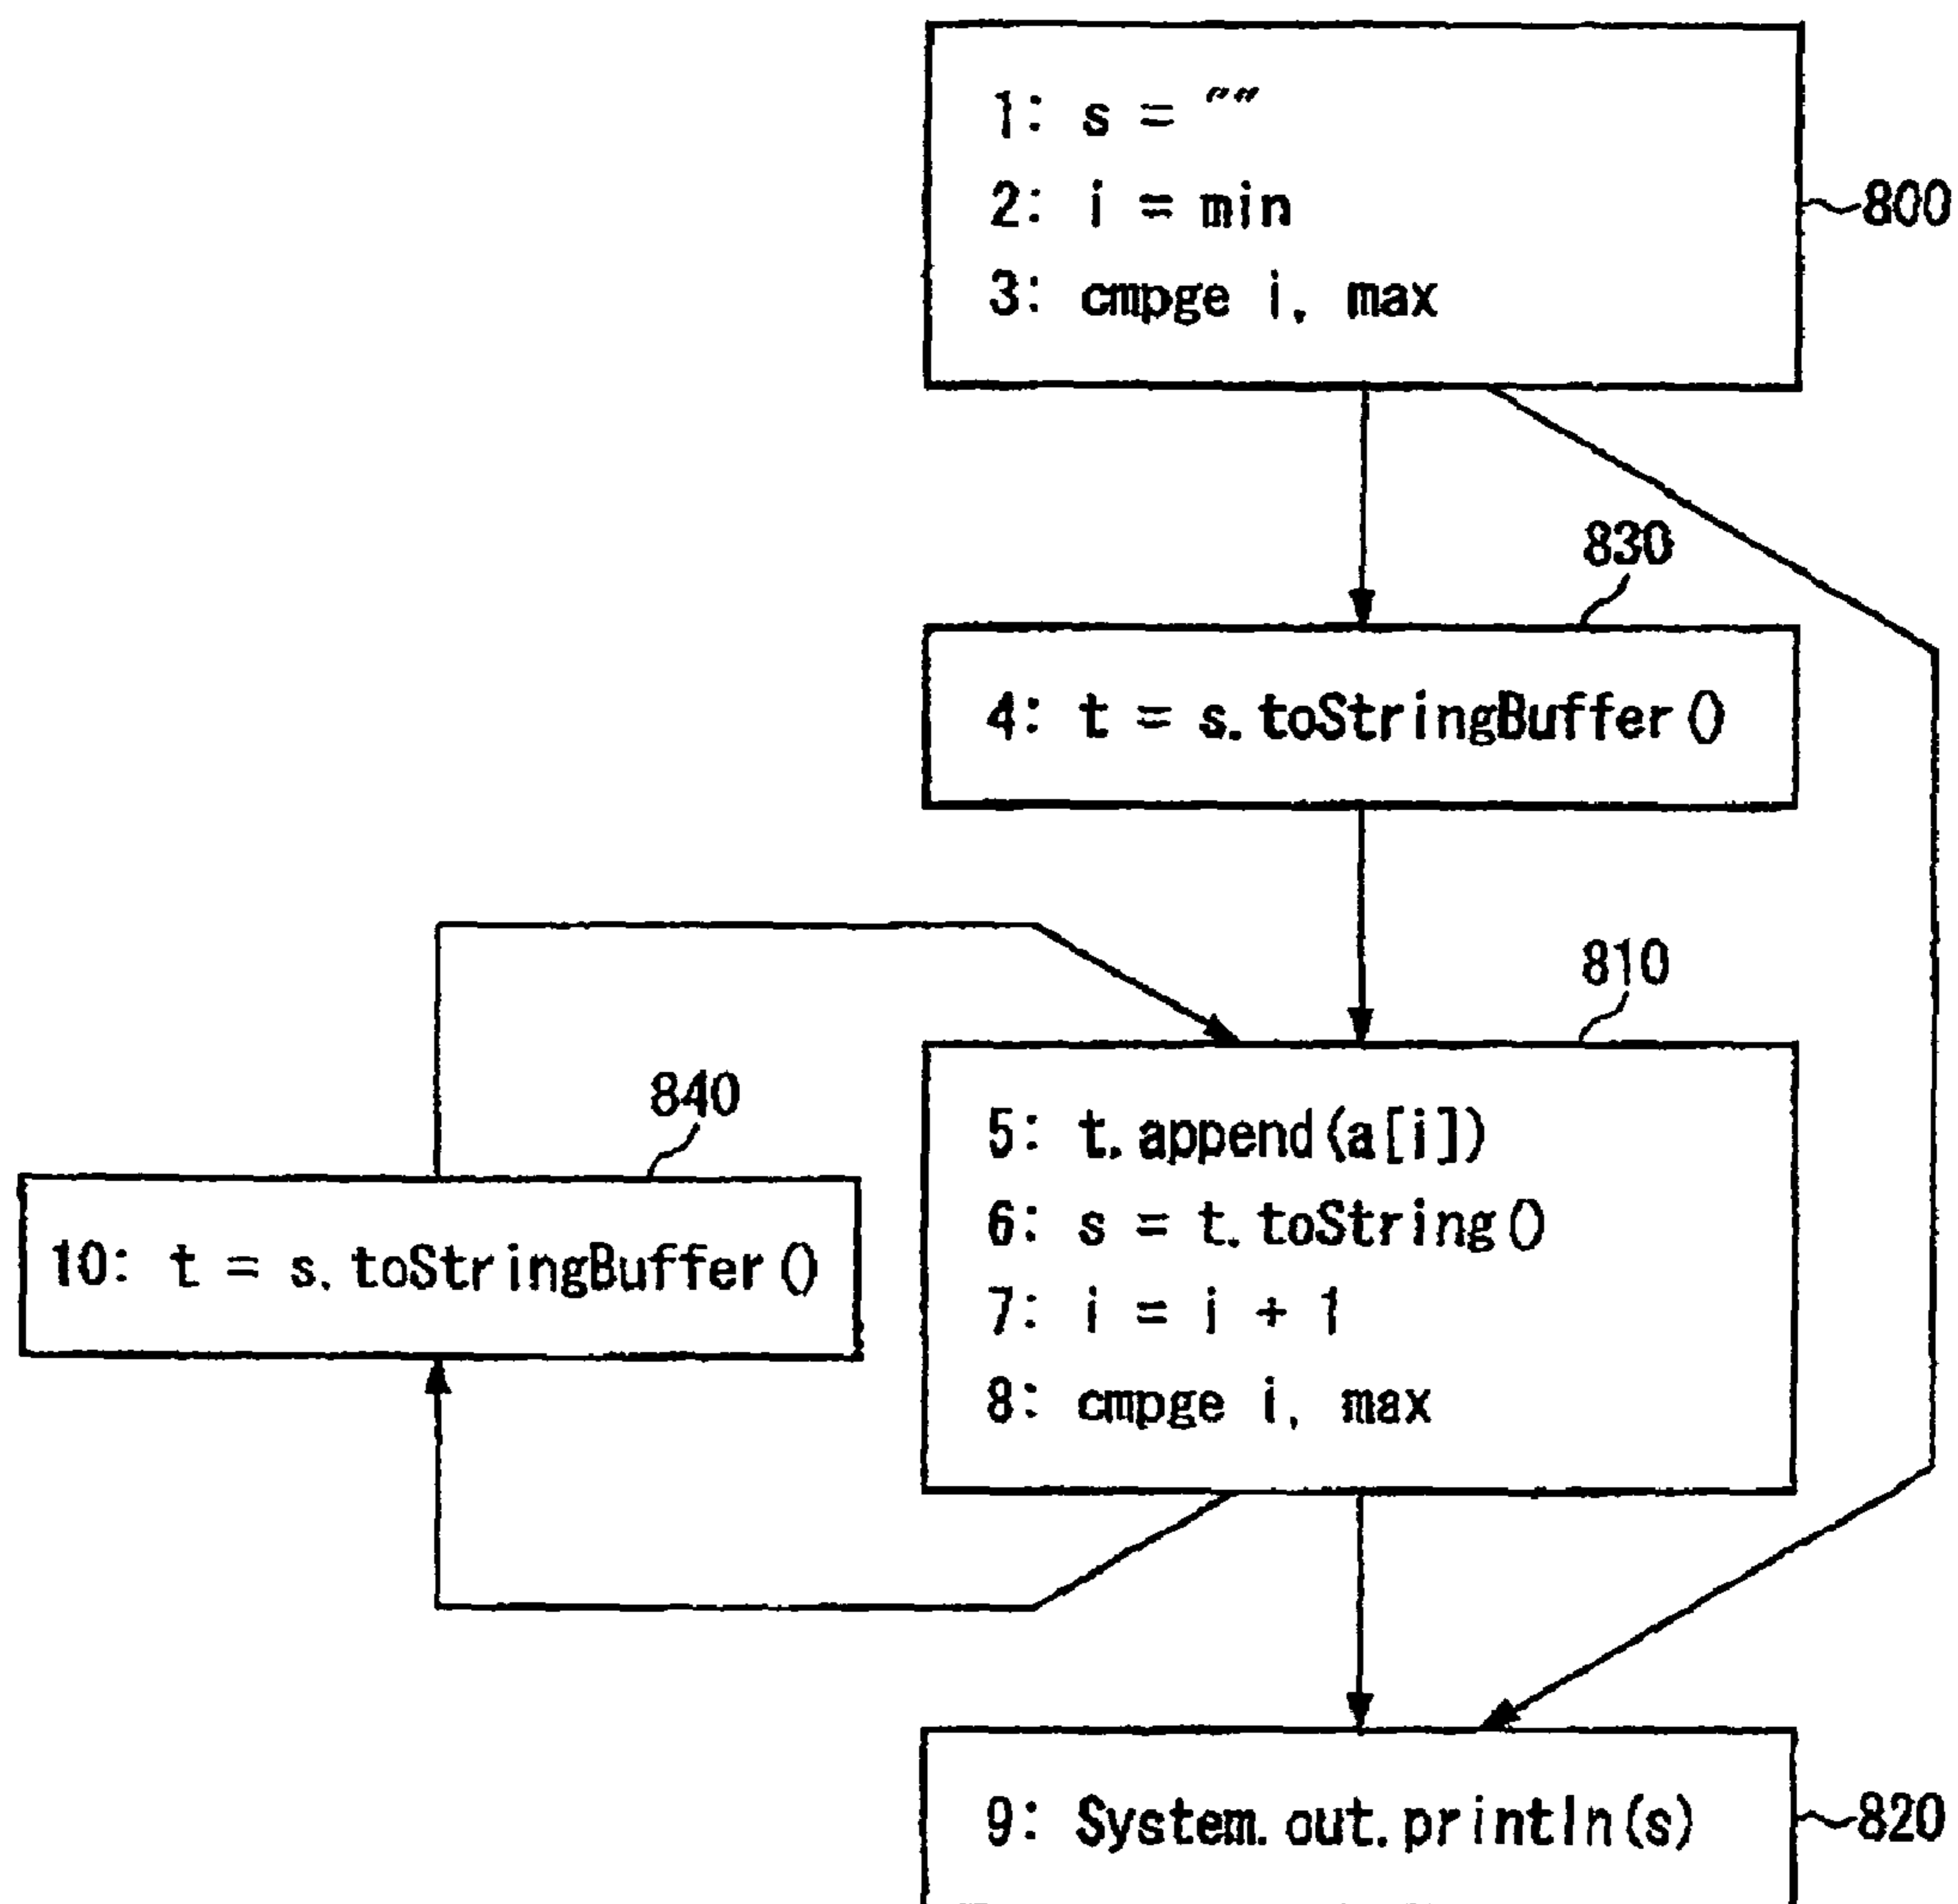 1: s = ""
2: i = min
3: cmpge i, max
800
830
4: t = s.toStringBuffer()
810
840
5: t.append(a[i])
6: s = t.toString()
7: i = i + 1
8: cmpge i, max
10: t = s.toStringBuffer()
9: System.out.println(s)
820